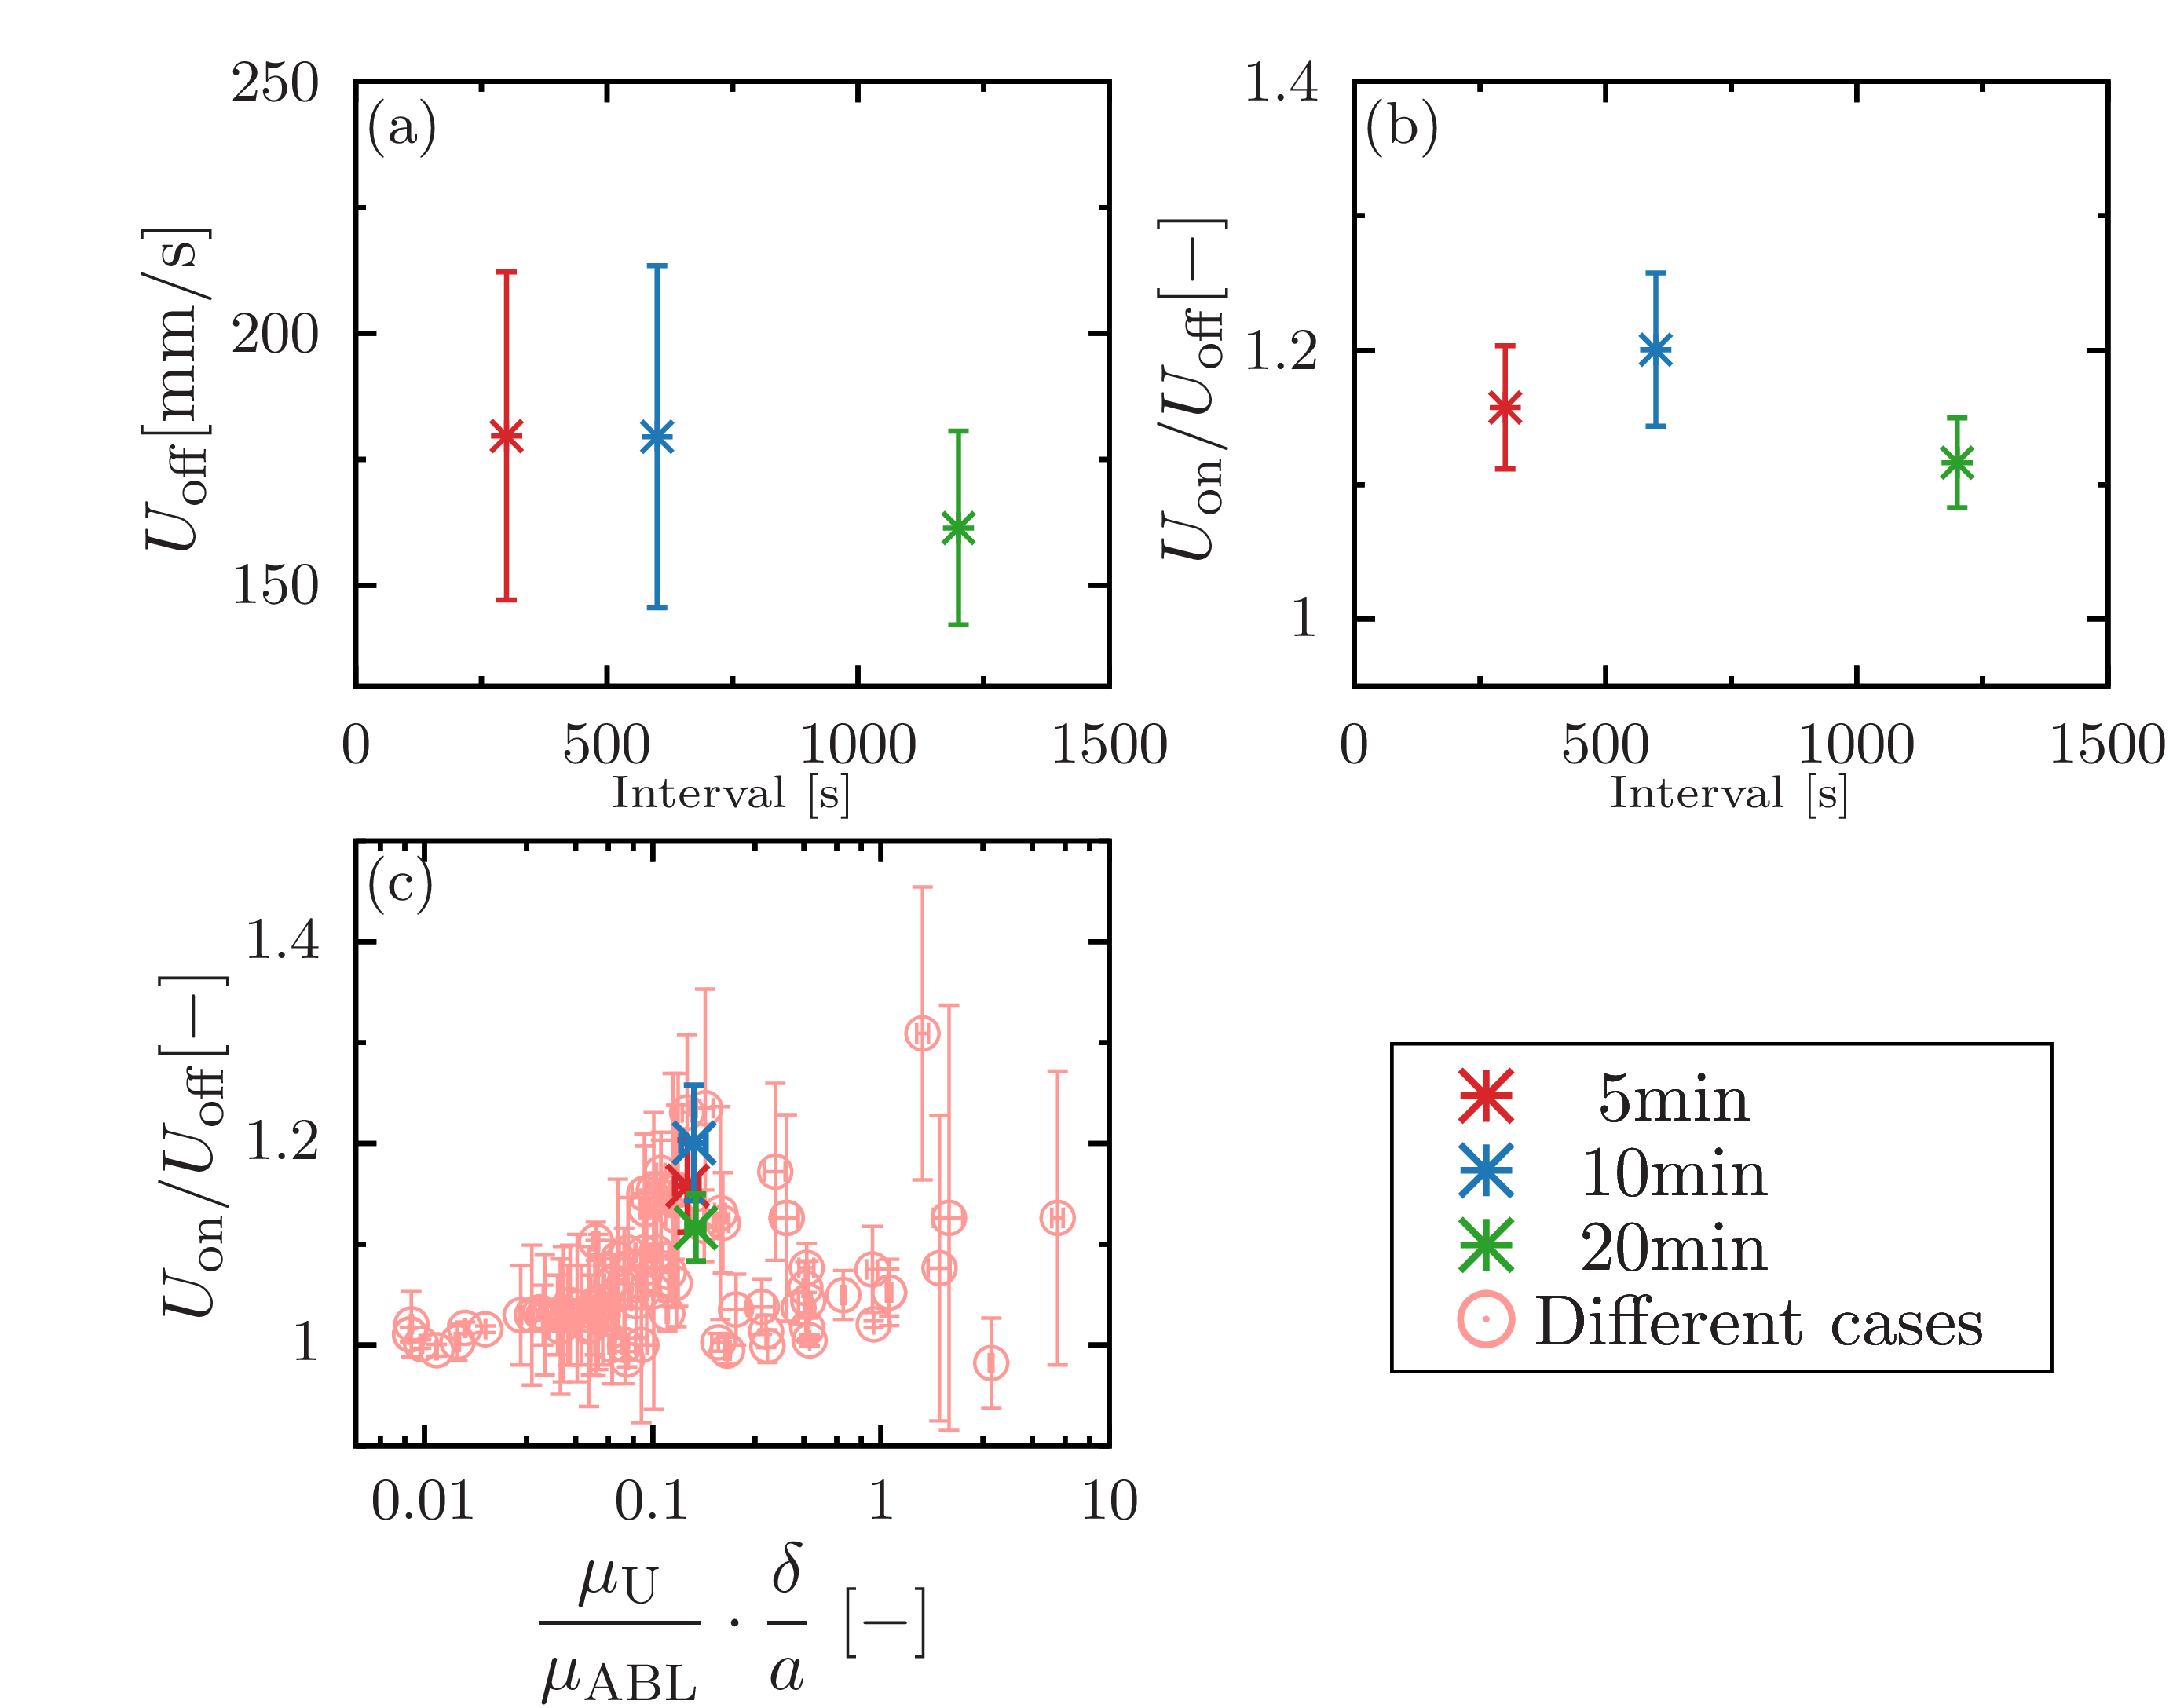 (a)
250
200
150
U_off [mm/s]
0 500 1000 1500
Interval [s]
(b)
1.4
1.2
1
U_on/U_off [−]
0 500 1000 1500
Interval [s]
(c)
1.4
1.2
1
U_on/U_off [−]
0.01 0.1 1 10
μ_U/μ_ABL · δ/a [−]
5min
10min
20min
Different cases